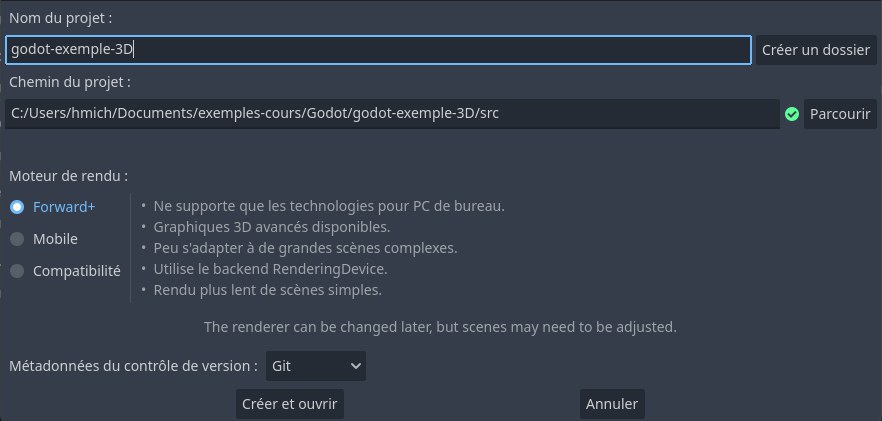 Nom du projet :
godot-exemple-3D
Créer un dossier
Chemin du projet :
C:/Users/hmich/Documents/exemples-cours/Godot/godot-exemple-3D/src
Parcourir
Moteur de rendu :
Forward+
Mobile
Compatibilité
• Ne supporte que les technologies pour PC de bureau.
• Graphiques 3D avancés disponibles.
• Peu s'adapter à de grandes scènes complexes.
• Utilise le backend RenderingDevice.
• Rendu plus lent de scènes simples.
The renderer can be changed later, but scenes may need to be adjusted.
Métadonnées du contrôle de version :
Git
Créer et ouvrir
Annuler